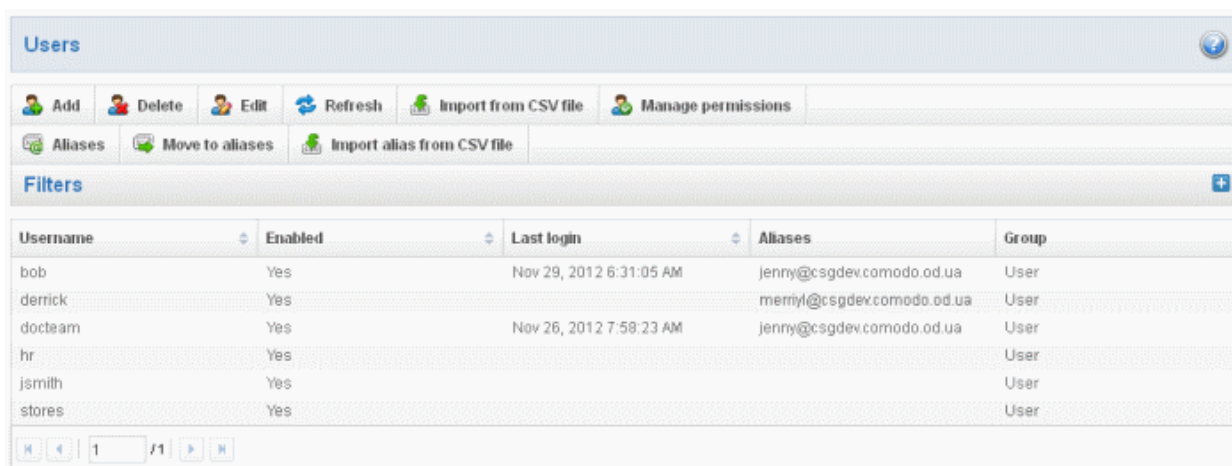 Users
Add Delete Edit Refresh Import from CSV file Manage permissions
Aliases Move to aliases Import alias from CSV file
Filters
Username Enabled Last login Aliases Group
bob Yes Nov 29, 2012 6:31:05 AM jenny@csgdev.comodo.od.ua User
derrick Yes merriyl@csgdev.comodo.od.ua User
docteam Yes Nov 26, 2012 7:58:23 AM jenny@csgdev.comodo.od.ua User
hr Yes User
jsmith Yes User
stores Yes User
1 /1